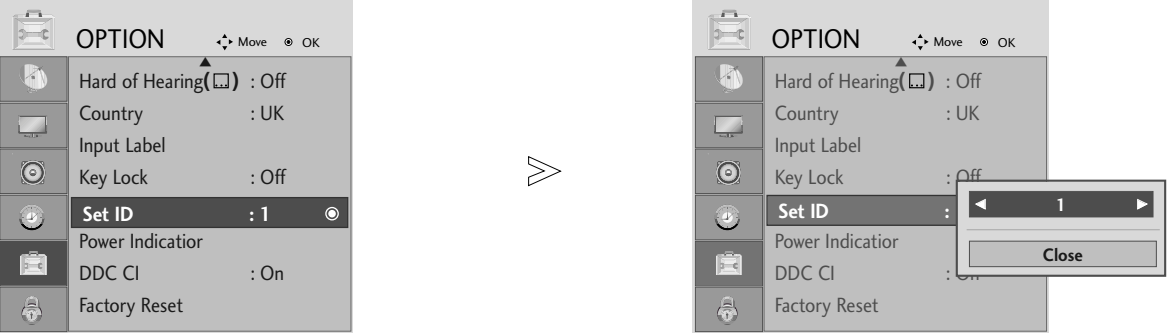 OPTION Move OK
Hard of Hearing( ) : Off
Country : UK
Input Label
Key Lock : Off
Set ID : 1
Power Indicatior
DDC CI : On
Factory Reset
OPTION Move OK
Hard of Hearing( ) : Off
Country : UK
Input Label
Key Lock : Off
Set ID :
Power Indicatior
DDC CI : On
Factory Reset
◄ 1 ►
Close